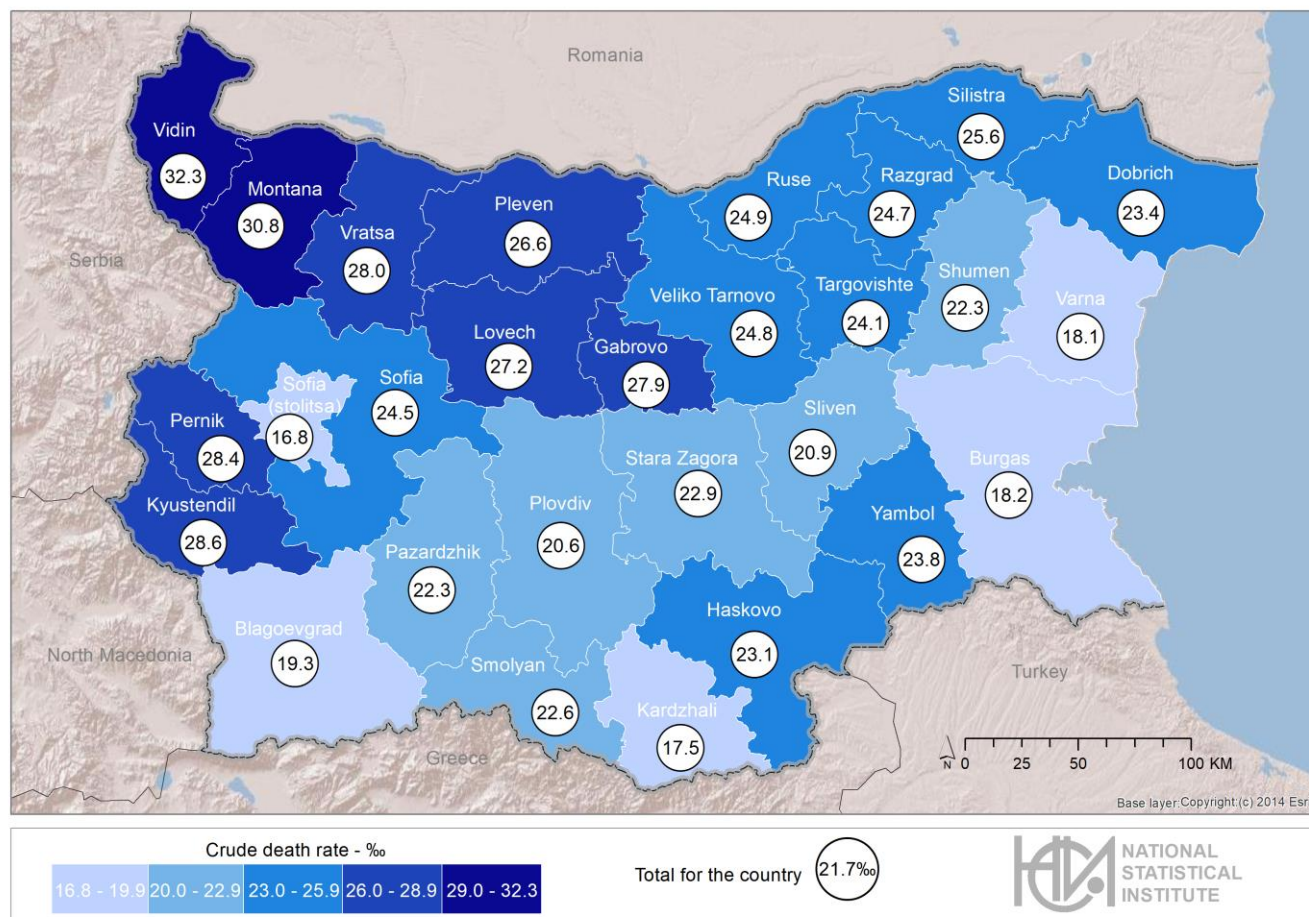 Romania
Silistra
25.6
Vidin
32.3
Montana
30.8
Vratsa
28.0
Pleven
26.6
Ruse
24.9
Razgrad
24.7
Dobrich
23.4
Serbia
Veliko Tarnovo
24.8
Targovishte
24.1
Shumen
22.3
Varna
18.1
Lovech
27.2
Gabrovo
27.9
Sofia
(stolitsa)
16.8
Sofia
24.5
Pernik
28.4
Sliven
20.9
Stara Zagora
22.9
Burgas
18.2
Kyustendil
28.6
Plovdiv
20.6
Yambol
23.8
Pazardzhik
22.3
Haskovo
23.1
Blagoevgrad
19.3
North Macedonia
Smolyan
22.6
Kardzhali
17.5
Turkey
Greece
N
0 25 50 100 KM
Base layer:Copyright:(c) 2014 Esr
Crude death rate - ‰
16.8 - 19.9 20.0 - 22.9 23.0 - 25.9 26.0 - 28.9 29.0 - 32.3
Total for the country 21.7‰
НСИ
NATIONAL
STATISTICAL
INSTITUTE